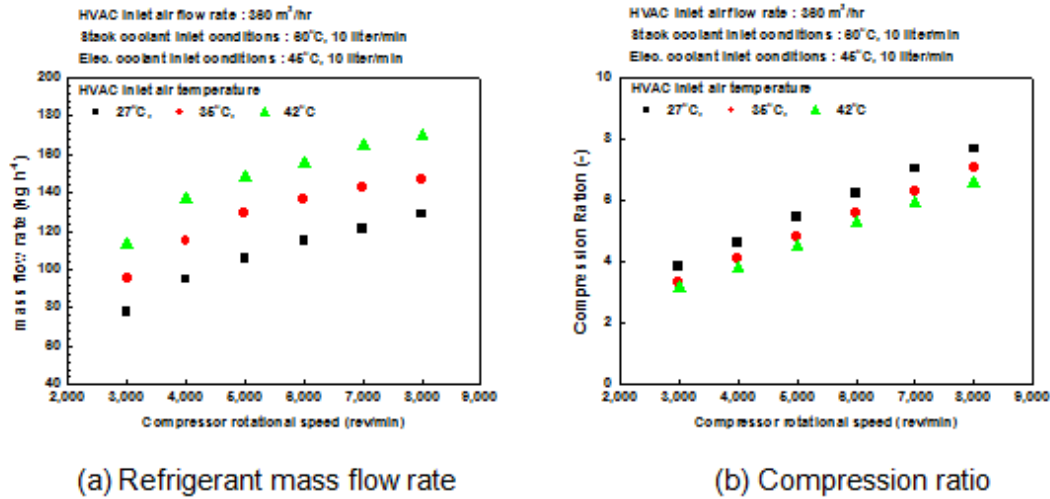 HVAC inlet air flow rate : 360 m³/hr
Stack coolant inlet conditions : 60°C, 10 liter/min
Elec. coolant inlet conditions : 45°C, 10 liter/min
200
180
160
140
120
100
80
60
40
mass flow rate (kg h⁻¹)
HVAC inlet air temperature
27°C, 35°C, 42°C
2,000 3,000 4,000 5,000 6,000 7,000 8,000 9,000
Compressor rotational speed (rev/min)
(a) Refrigerant mass flow rate
HVAC inlet air flow rate : 360 m³/hr
Stack coolant inlet conditions : 60°C, 10 liter/min
Elec. coolant inlet conditions : 45°C, 10 liter/min
10
8
6
4
2
0
Compression Ration (-)
HVAC inlet air temperature
27°C, 35°C, 42°C
2,000 3,000 4,000 5,000 6,000 7,000 8,000 9,000
Compressor rotational speed (rev/min)
(b) Compression ratio